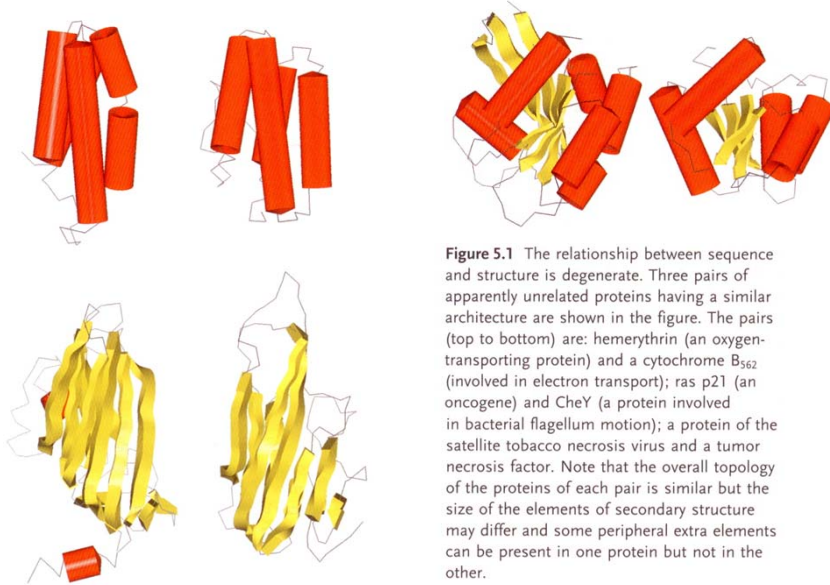 Figure 5.1 The relationship between sequence
and structure is degenerate. Three pairs of
apparently unrelated proteins having a similar
architecture are shown in the figure. The pairs
(top to bottom) are: hemerythrin (an oxygen-
transporting protein) and a cytochrome B₅₆₂
(involved in electron transport); ras p21 (an
oncogene) and CheY (a protein involved
in bacterial flagellum motion); a protein of the
satellite tobacco necrosis virus and a tumor
necrosis factor. Note that the overall topology
of the proteins of each pair is similar but the
size of the elements of secondary structure
may differ and some peripheral extra elements
can be present in one protein but not in the
other.